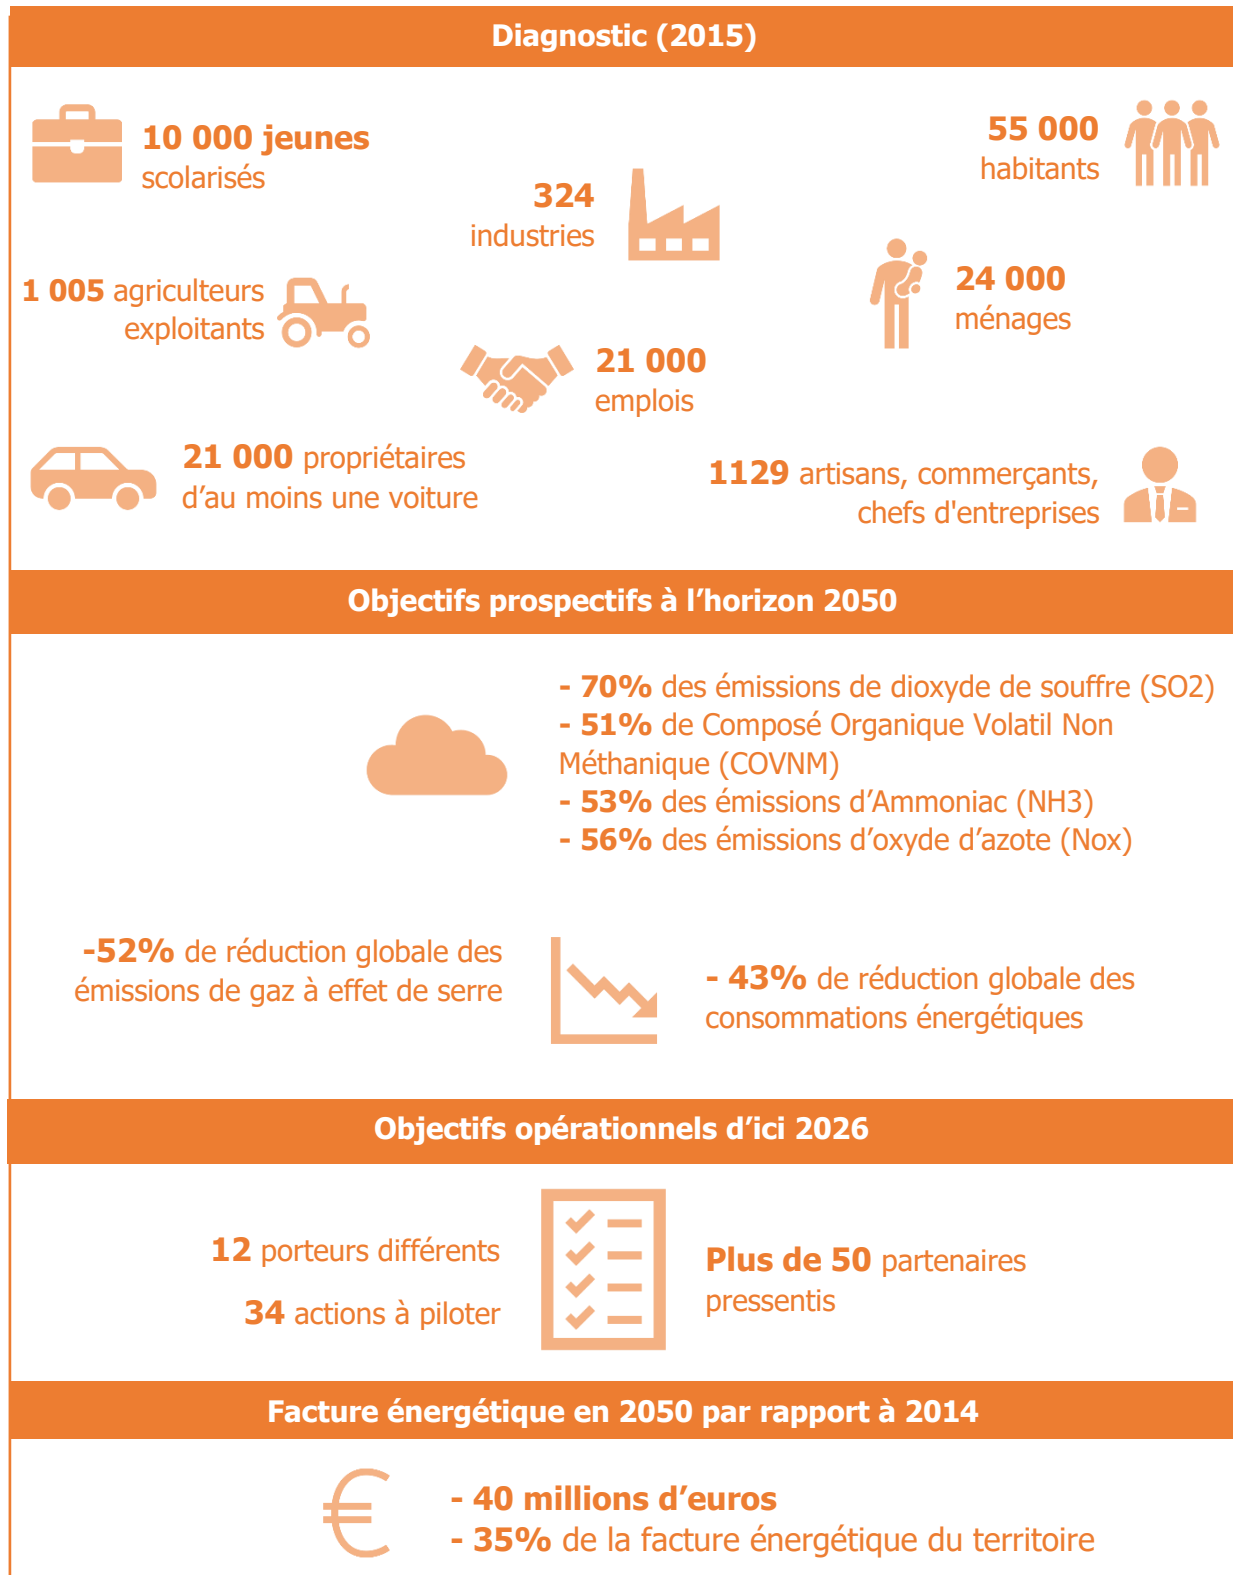 Diagnostic (2015)
10 000 jeunes
scolarisés
55 000
habitants
324
industries
1 005 agriculteurs
exploitants
24 000
ménages
21 000
emplois
21 000 propriétaires
d’au moins une voiture
1129 artisans, commerçants,
chefs d'entreprises
Objectifs prospectifs à l’horizon 2050
- 70% des émissions de dioxyde de souffre (SO2)
- 51% de Composé Organique Volatil Non
Méthanique (COVNM)
- 53% des émissions d’Ammoniac (NH3)
- 56% des émissions d’oxyde d’azote (Nox)
-52% de réduction globale des
émissions de gaz à effet de serre
- 43% de réduction globale des
consommations énergétiques
Objectifs opérationnels d’ici 2026
12 porteurs différents
34 actions à piloter
Plus de 50 partenaires
pressentis
Facture énergétique en 2050 par rapport à 2014
€
- 40 millions d’euros
- 35% de la facture énergétique du territoire